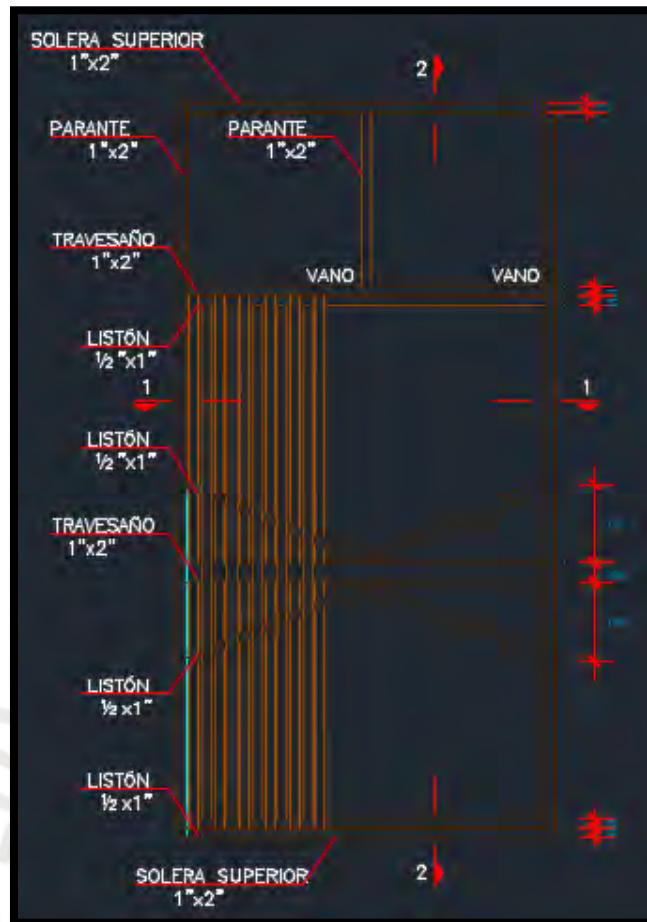 SOLERA SUPERIOR
1"x2"
2
PARANTE
1"x2"
PARANTE
1"x2"
TRAVESAÑO
1"x2"
VANO
VANO
LISTÓN
½"x1"
1
1
LISTÓN
½"x1"
TRAVESAÑO
1"x2"
LISTÓN
½x1"
LISTÓN
½x1"
SOLERA SUPERIOR
1"x2"
2